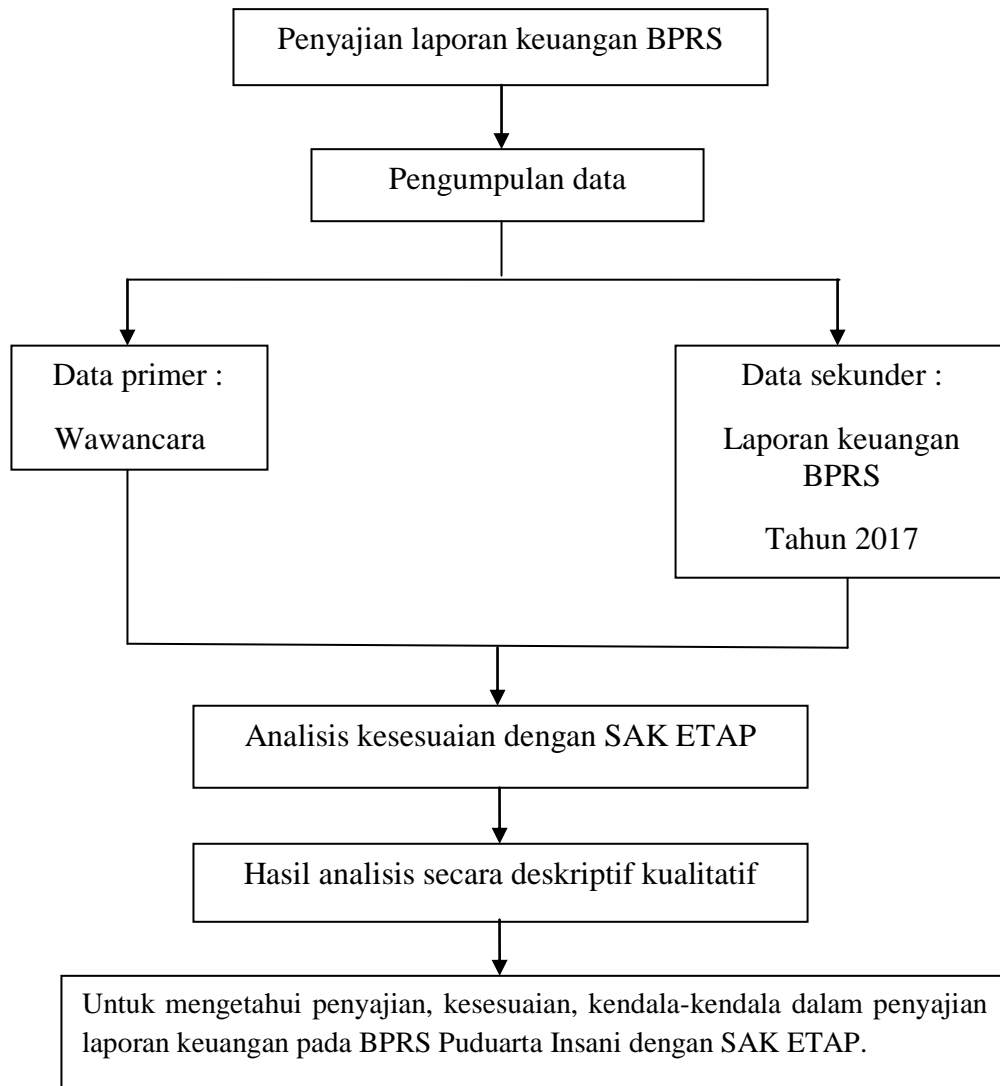 Penyajian laporan keuangan BPRS
Pengumpulan data
Data primer :
Wawancara
Data sekunder :
Laporan keuangan
BPRS
Tahun 2017
Analisis kesesuaian dengan SAK ETAP
Hasil analisis secara deskriptif kualitatif
Untuk mengetahui penyajian, kesesuaian, kendala-kendala dalam penyajian
laporan keuangan pada BPRS Puduarta Insani dengan SAK ETAP.